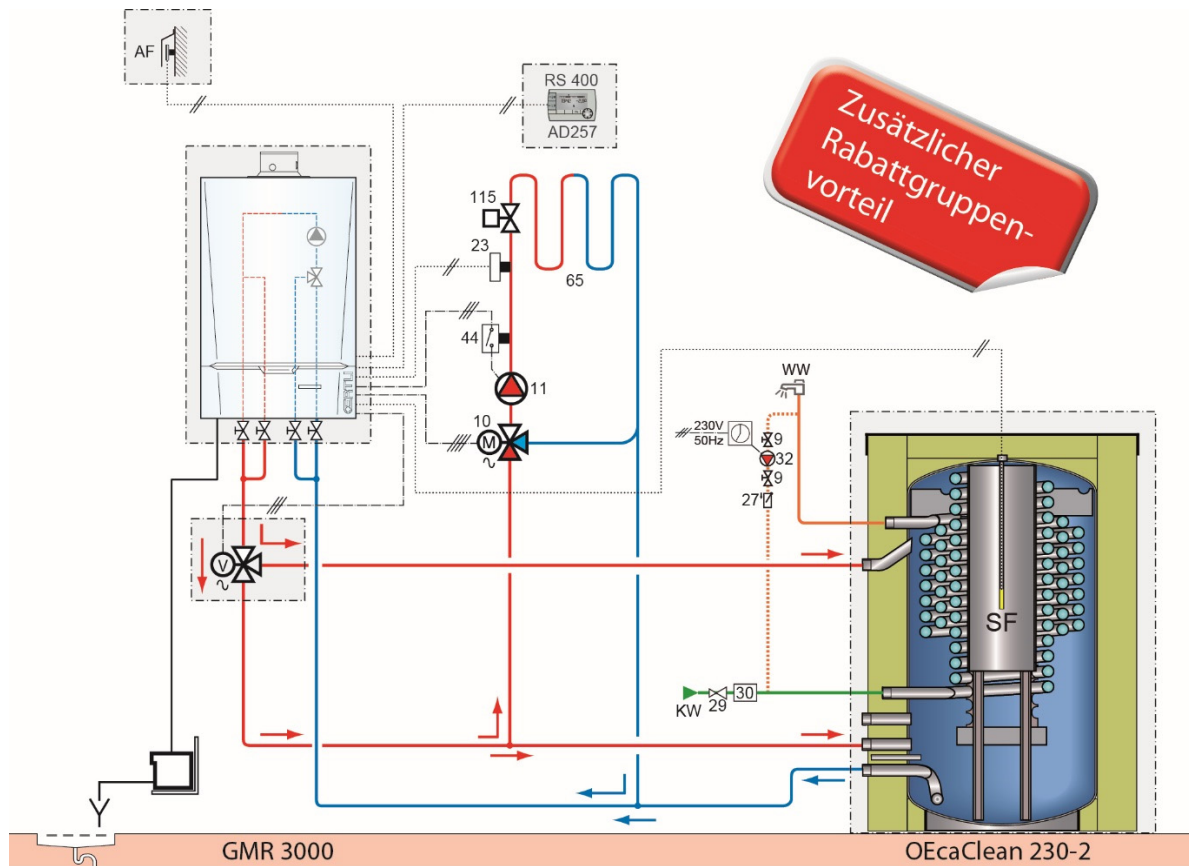 AF
RS 400
AD257
Zusätzlicher
Rabattgruppen-
vorteil
115
23
65
44
11
10
M
OERTLI
WW
230V
50Hz
9
32
9
27
V
SF
KW
29
30
GMR 3000
OEcaClean 230-2